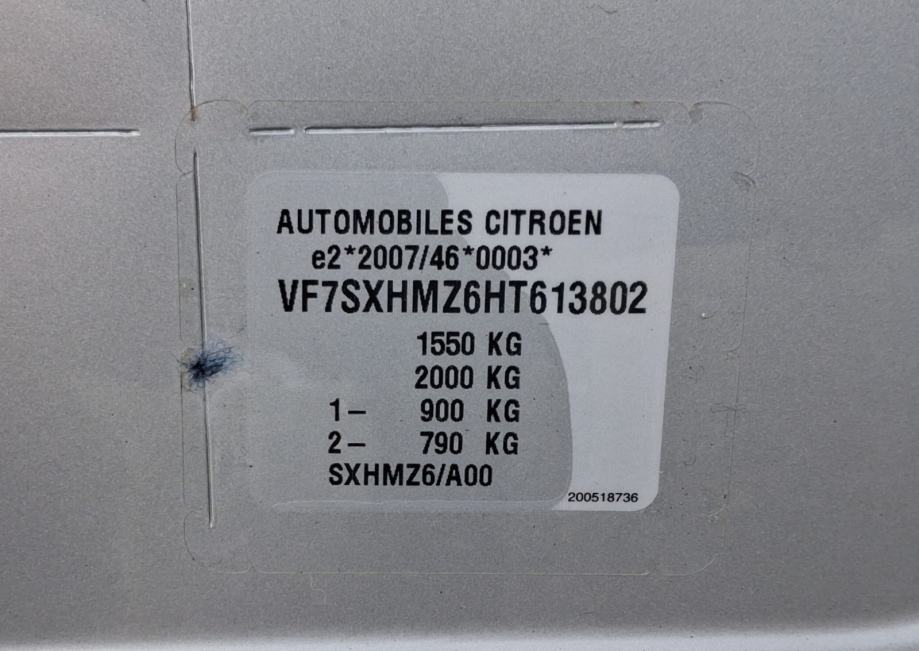 AUTOMOBILES CITROEN
e2*2007/46*0003*
VF7SXHMZ6HT613802
1550 KG
2000 KG
1– 900 KG
2– 790 KG
SXHMZ6/A00
200518736